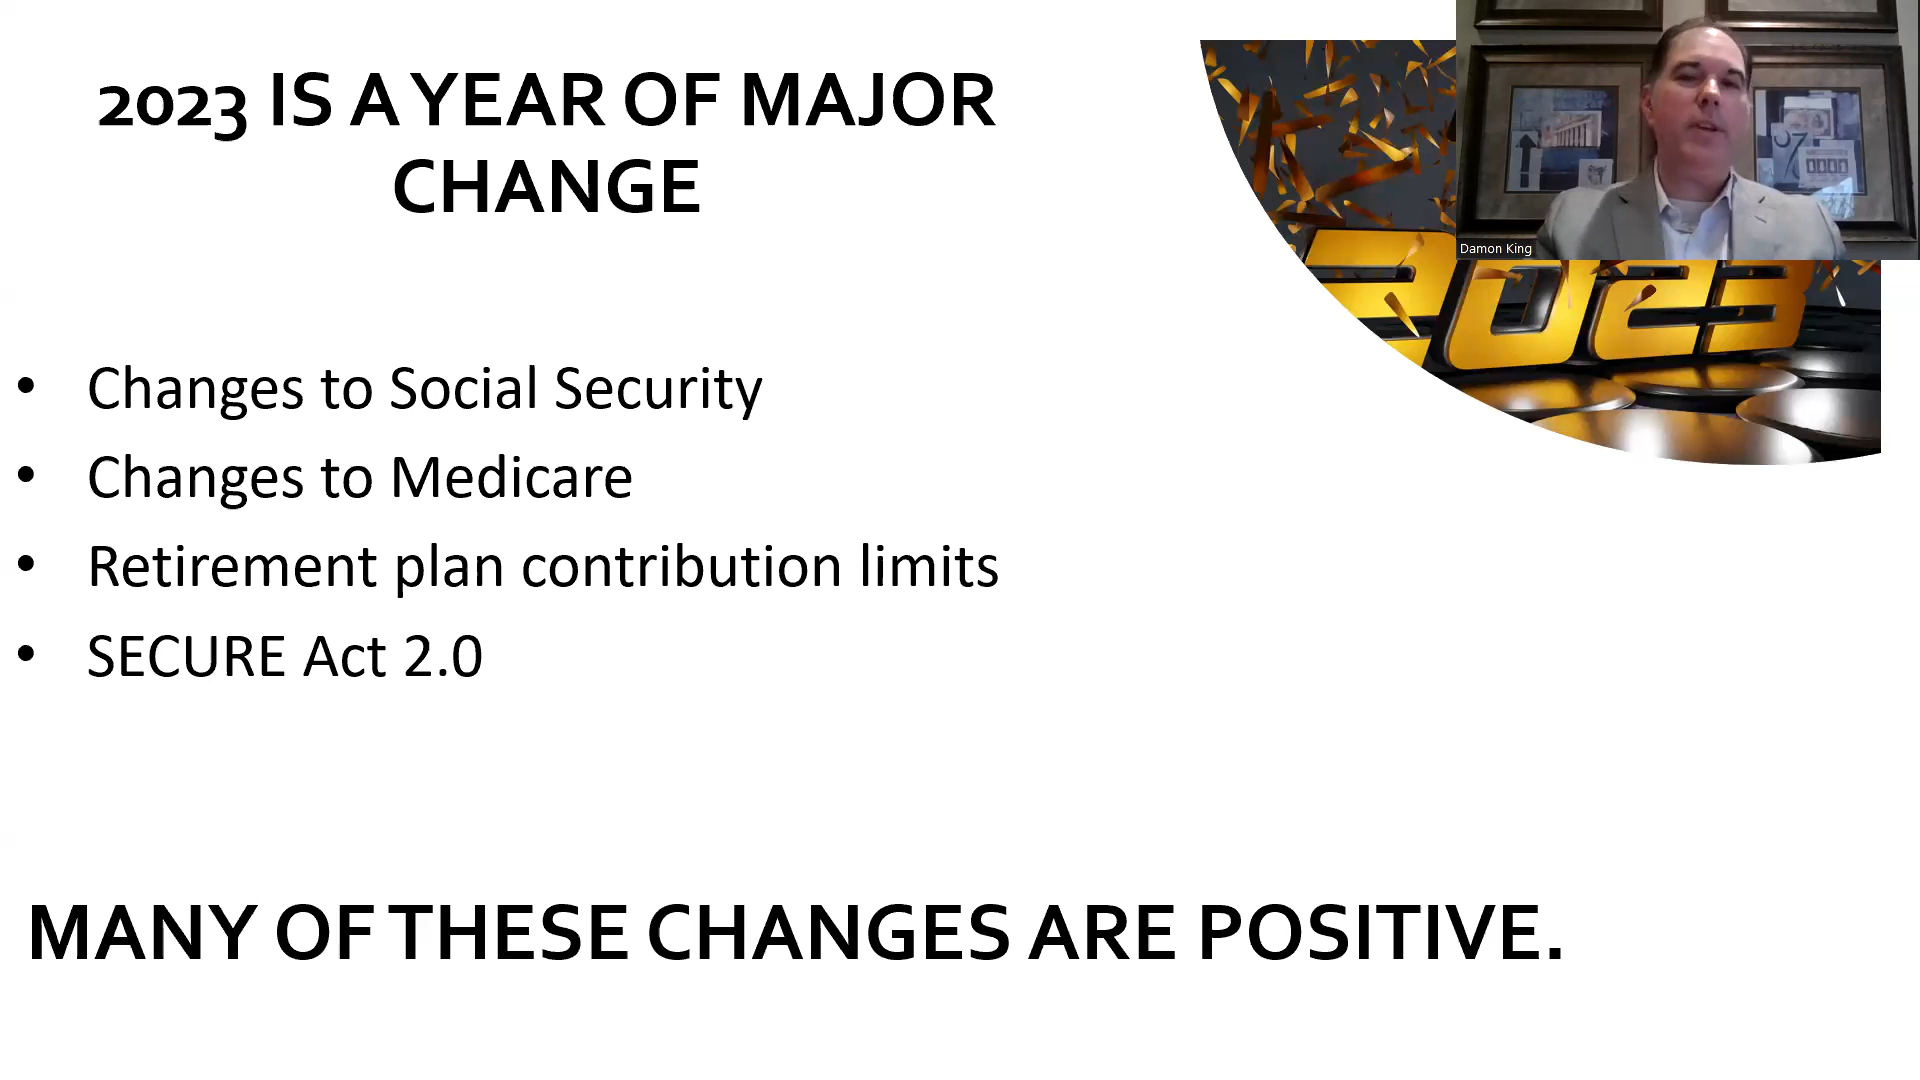 2023 IS A YEAR OF MAJOR
CHANGE
Damon King
2023
• Changes to Social Security
• Changes to Medicare
• Retirement plan contribution limits
• SECURE Act 2.0
MANY OF THESE CHANGES ARE POSITIVE.